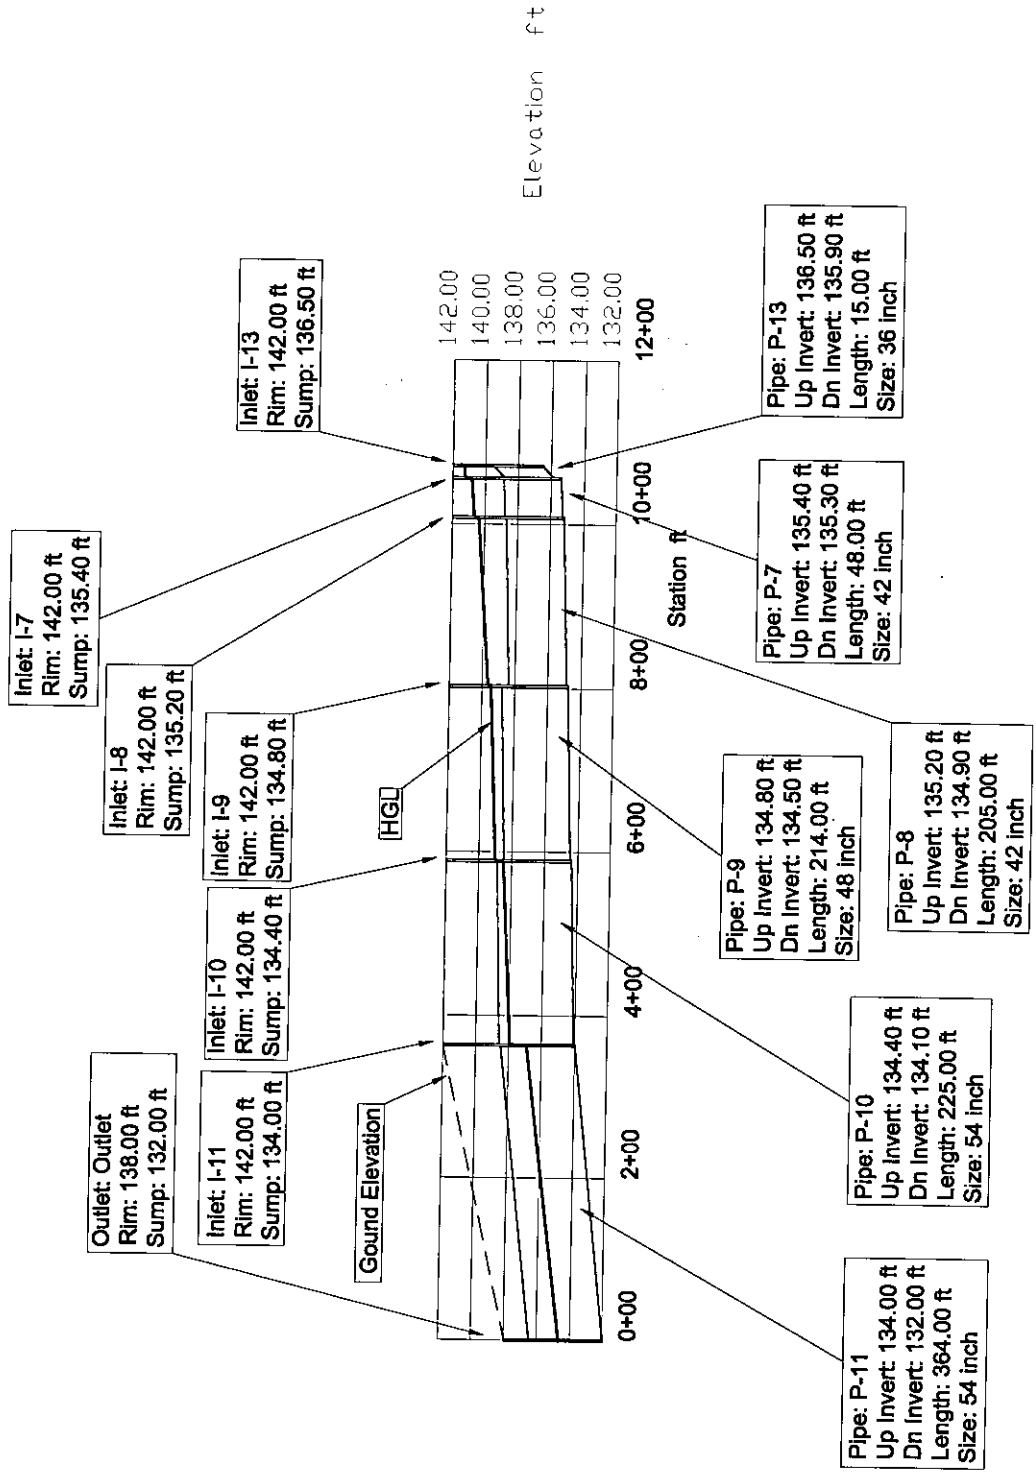 Outlet: Outlet
Rim: 138.00 ft
Sump: 132.00 ft
Inlet: I-11
Rim: 142.00 ft
Sump: 134.00 ft
Inlet: I-10
Rim: 142.00 ft
Sump: 134.40 ft
Inlet: I-9
Rim: 142.00 ft
Sump: 134.80 ft
Inlet: I-8
Rim: 142.00 ft
Sump: 135.20 ft
Inlet: I-7
Rim: 142.00 ft
Sump: 135.40 ft
Inlet: I-13
Rim: 142.00 ft
Sump: 136.50 ft
Gound Elevation
HGL
142.00
140.00
138.00
136.00
134.00
132.00
Elevation ft
0+00
2+00
4+00
6+00
8+00
10+00
12+00
Station ft
Pipe: P-11
Up Invert: 134.00 ft
Dn Invert: 132.00 ft
Length: 364.00 ft
Size: 54 inch
Pipe: P-10
Up Invert: 134.40 ft
Dn Invert: 134.10 ft
Length: 225.00 ft
Size: 54 inch
Pipe: P-9
Up Invert: 134.80 ft
Dn Invert: 134.50 ft
Length: 214.00 ft
Size: 48 inch
Pipe: P-8
Up Invert: 135.20 ft
Dn Invert: 134.90 ft
Length: 205.00 ft
Size: 42 inch
Pipe: P-7
Up Invert: 135.40 ft
Dn Invert: 135.30 ft
Length: 48.00 ft
Size: 42 inch
Pipe: P-13
Up Invert: 136.50 ft
Dn Invert: 135.90 ft
Length: 15.00 ft
Size: 36 inch